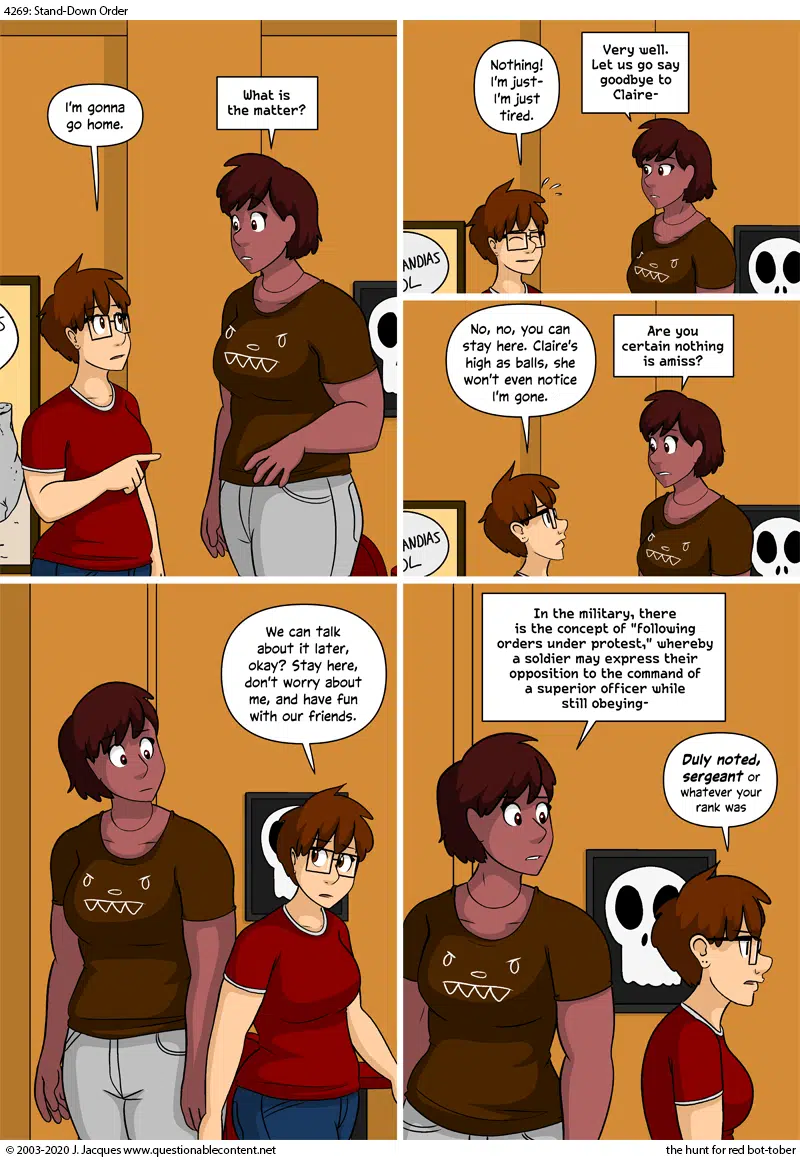 4269: Stand-Down Order
I'm gonna
go home.
What is
the matter?
S
Nothing!
I'm just-
I'm just
tired.
Very well.
Let us go say
goodbye to
Claire-
ANDIAS
OL
No, no, you can
stay here. Claire's
high as balls, she
won't even notice
I'm gone.
Are you
certain nothing
is amiss?
ANDIAS
OL
We can talk
about it later,
okay? Stay here,
don't worry about
me, and have fun
with our friends.
In the military, there
is the concept of "following
orders under protest," whereby
a soldier may express their
opposition to the command of
a superior officer while
still obeying-
Duly noted,
sergeant or
whatever your
rank was
© 2003-2020 J. Jacques www.questionablecontent.net
the hunt for red bot-tober